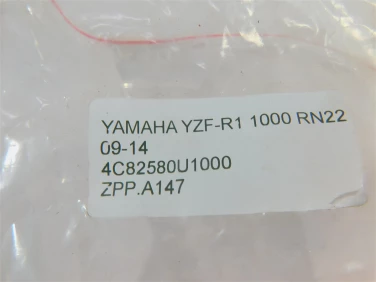 YAMAHA YZF-R1 1000 RN22
09-14
4C82580U1000
ZPP.A147